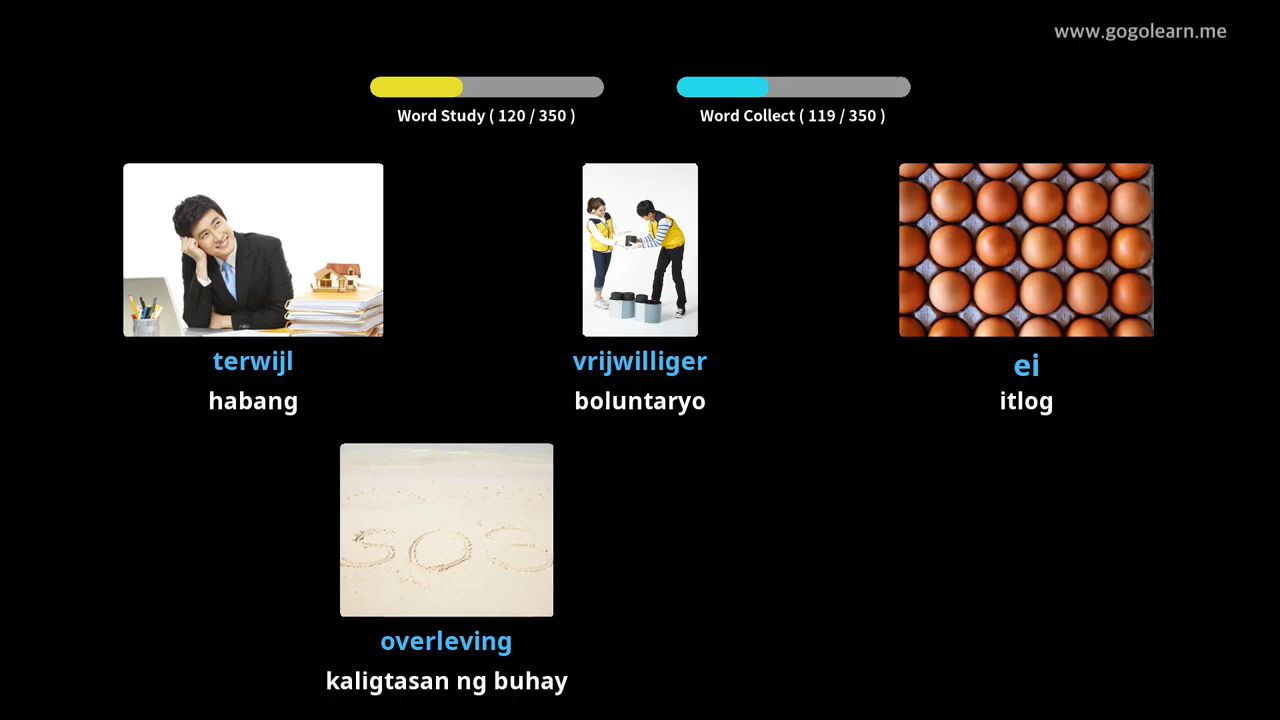 www.gogolearn.me
Word Study ( 120 / 350 )
Word Collect ( 119 / 350 )
terwijl
habang
vrijwilliger
boluntaryo
ei
itlog
SOS
overleving
kaligtasan ng buhay